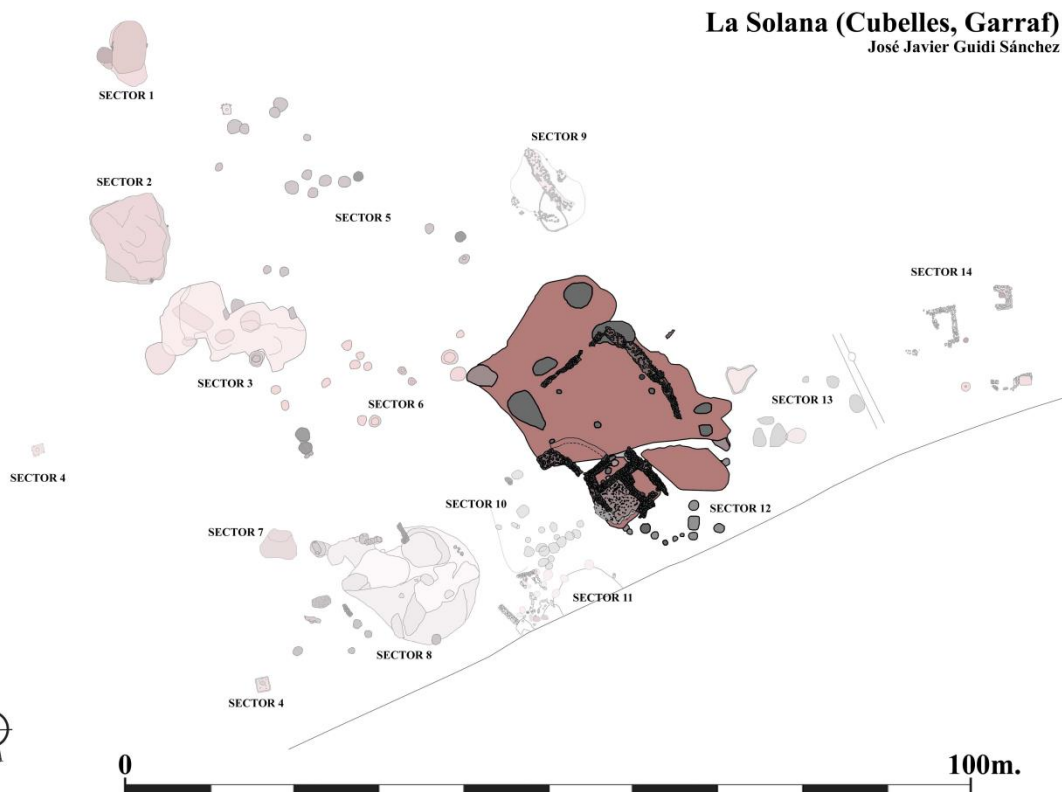 La Solana (Cubelles, Garraf)
José Javier Guidi Sánchez
SECTOR 1
SECTOR 9
SECTOR 2
SECTOR 5
SECTOR 14
SECTOR 3
SECTOR 6
SECTOR 13
SECTOR 4
SECTOR 10
SECTOR 12
SECTOR 7
SECTOR 11
SECTOR 8
SECTOR 4
0
100m.